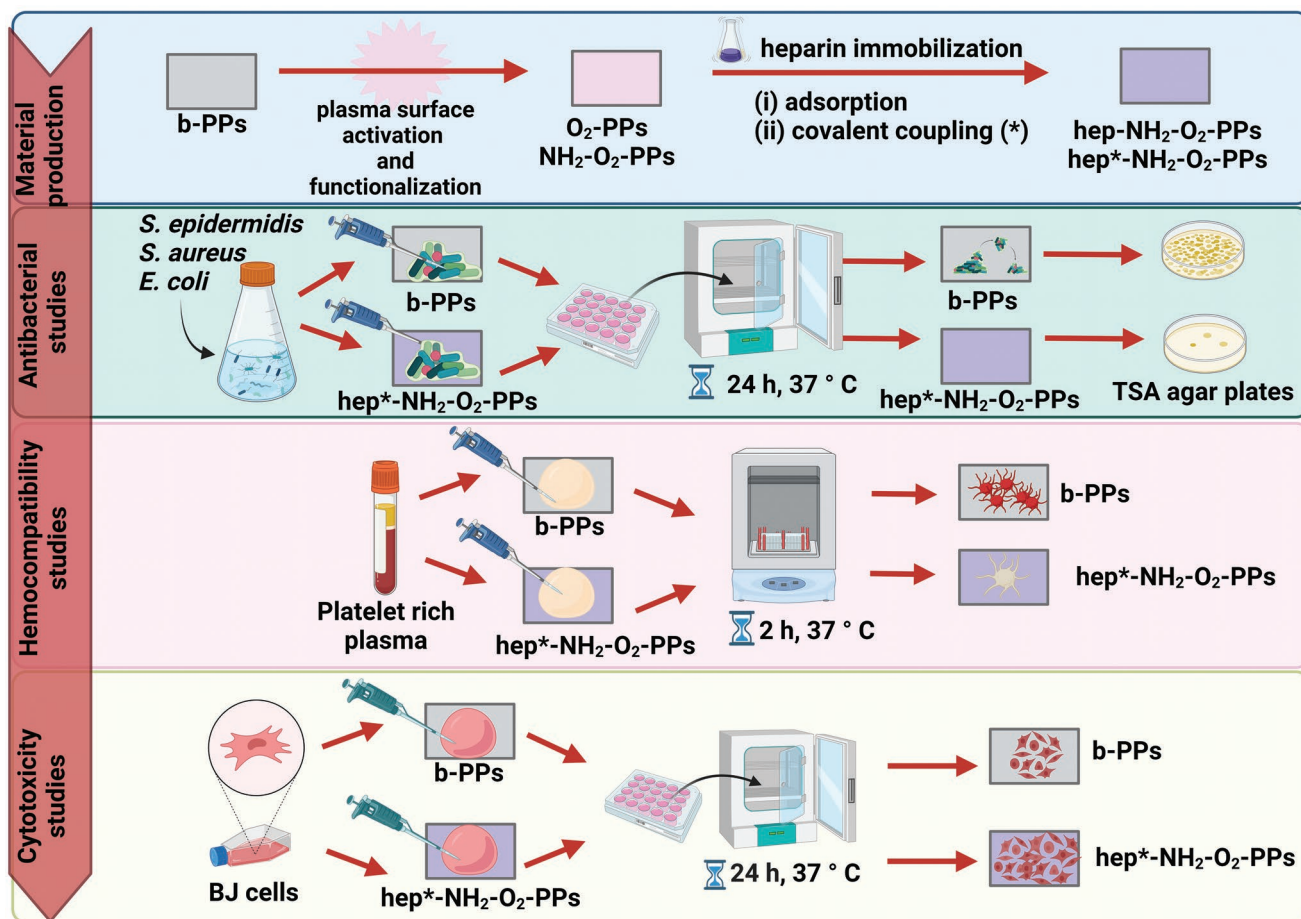 Material
production
b-PPs
plasma surface
activation
and
functionalization
O₂-PPs
NH₂-O₂-PPs
heparin immobilization
(i) adsorption
(ii) covalent coupling (*)
hep-NH₂-O₂-PPs
hep*-NH₂-O₂-PPs
Antibacterial
studies
S. epidermidis
S. aureus
E. coli
b-PPs
hep*-NH₂-O₂-PPs
24 h, 37 ° C
b-PPs
hep*-NH₂-O₂-PPs
TSA agar plates
Hemocompatibility
studies
Platelet rich
plasma
b-PPs
hep*-NH₂-O₂-PPs
2 h, 37 ° C
b-PPs
hep*-NH₂-O₂-PPs
Cytotoxicity
studies
BJ cells
b-PPs
hep*-NH₂-O₂-PPs
24 h, 37 ° C
b-PPs
hep*-NH₂-O₂-PPs